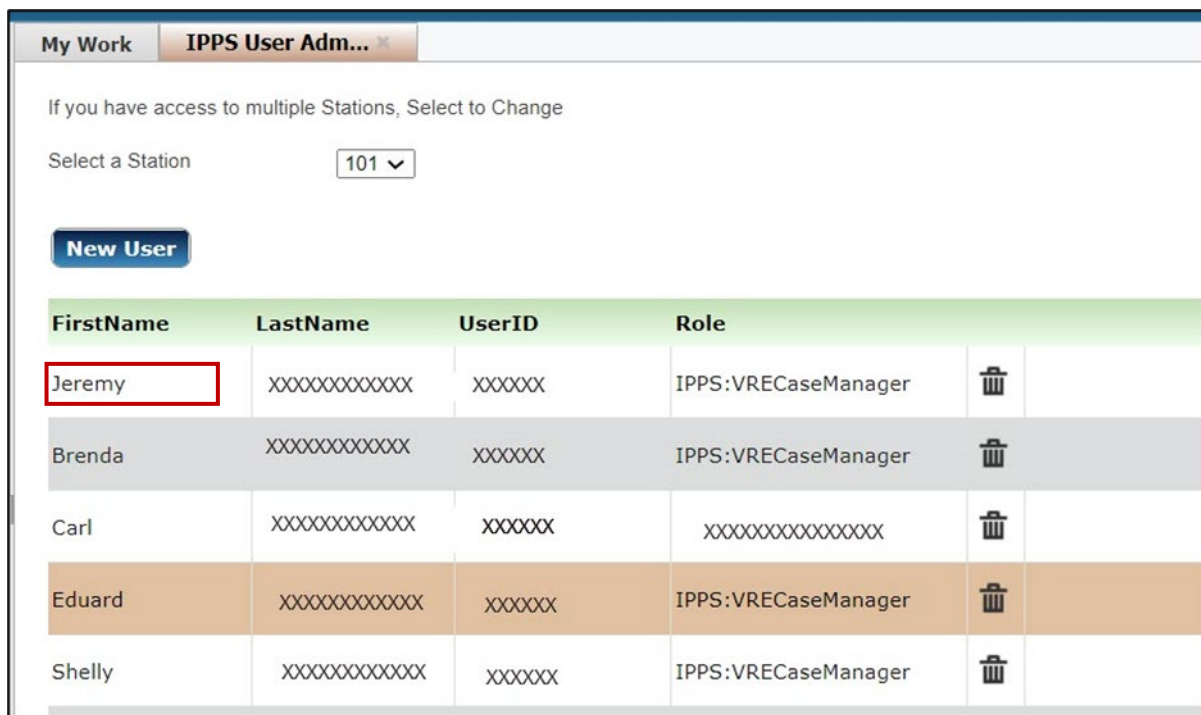 My Work IPPS User Adm...
If you have access to multiple Stations, Select to Change
Select a Station 101
New User
FirstName LastName UserID Role
Jeremy XXXXXXXXXXXX XXXXXX IPPS:VRECaseManager
Brenda XXXXXXXXXXXX XXXXXX IPPS:VRECaseManager
Carl XXXXXXXXXXXX XXXXXX XXXXXXXXXXXXXXX
Eduard XXXXXXXXXXXX XXXXXX IPPS:VRECaseManager
Shelly XXXXXXXXXXXX XXXXXX IPPS:VRECaseManager